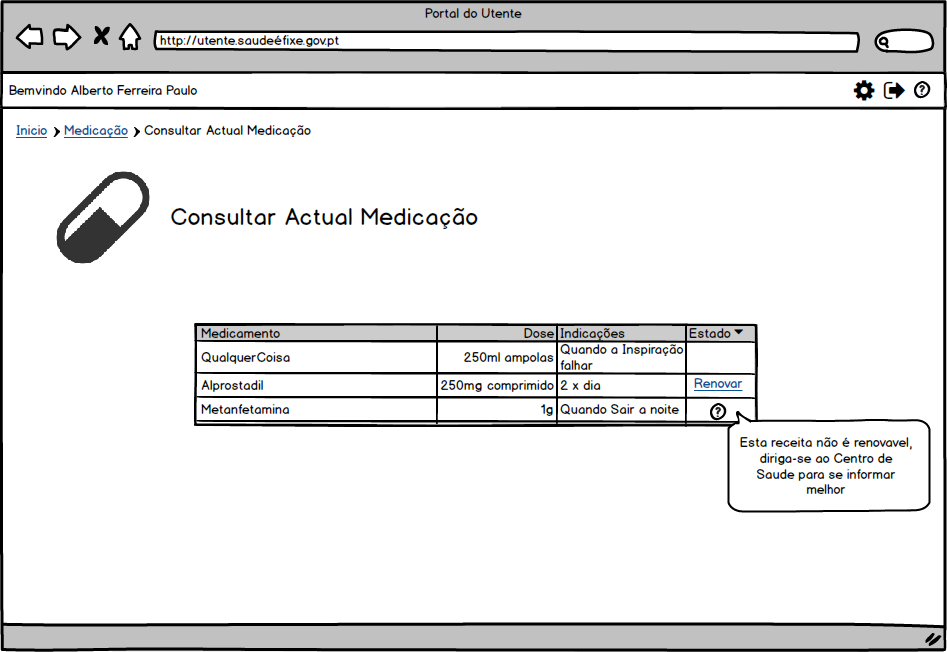 Portal do Utente
http://utente.saudeéfixe.gov.pt
Bemvindo Alberto Ferreira Paulo
?
Inicio > Medicação > Consultar Actual Medicação
Consultar Actual Medicação
Medicamento Dose Indicações Estado
QualquerCoisa 250ml ampolas Quando a Inspiração
falhar
Alprostadil 250mg comprimido 2 x dia Renovar
Metanfetamina 1g Quando Sair a noite ?
Esta receita não é renovavel,
diriga-se ao Centro de
Saude para se informar
melhor